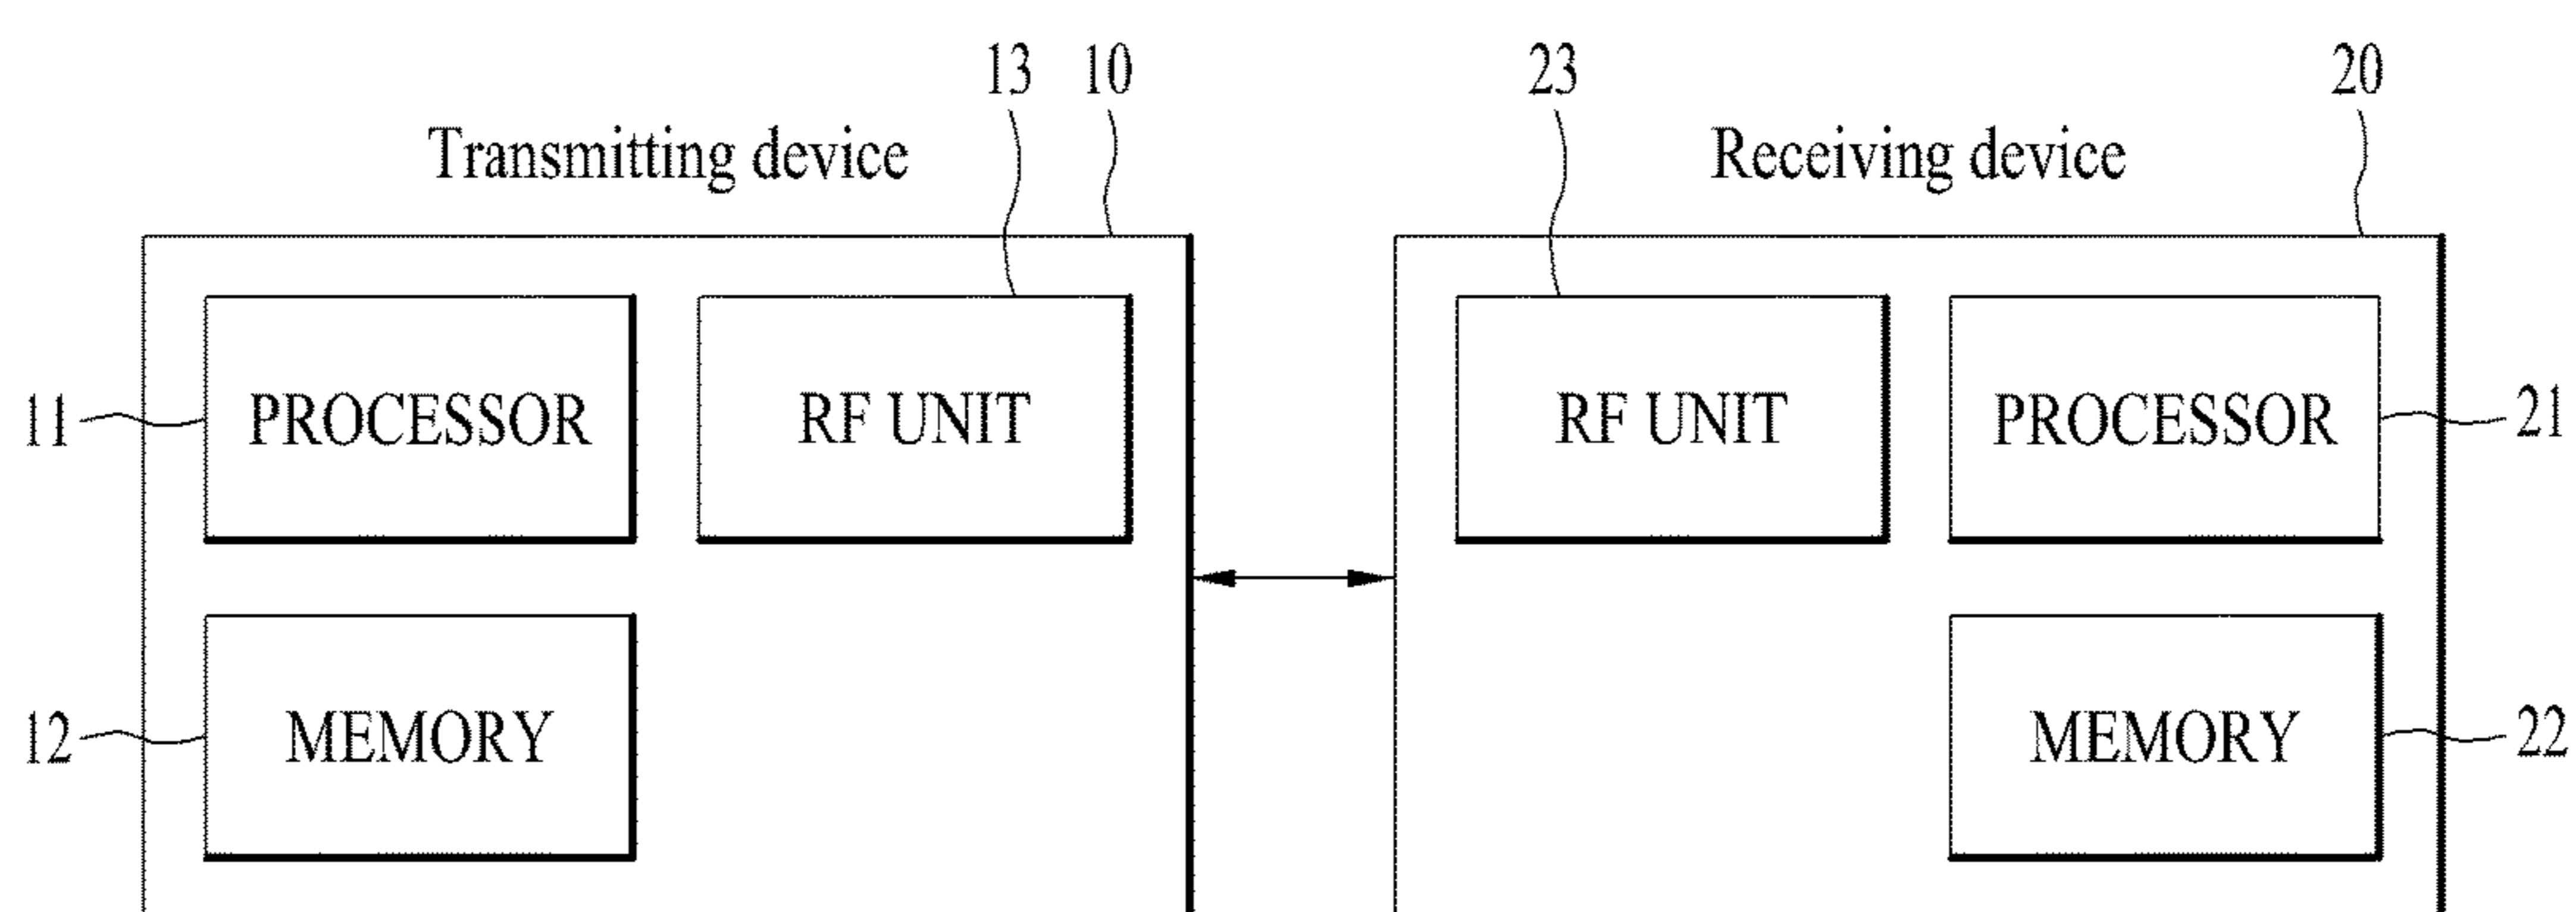 13 10 23 20
Transmitting device Receiving device
11 PROCESSOR RF UNIT RF UNIT PROCESSOR 21
12 MEMORY MEMORY 22